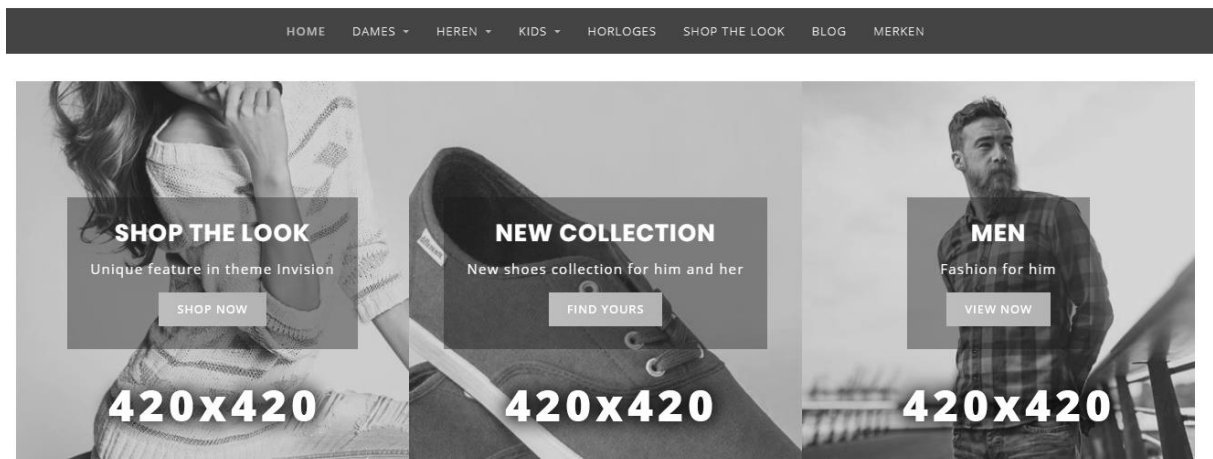 HOME DAMES HEREN KIDS HORLOGES SHOP THE LOOK BLOG MERKEN
SHOP THE LOOK
Unique feature in theme Invision
SHOP NOW
420x420
NEW COLLECTION
New shoes collection for him and her
FIND YOURS
420x420
MEN
Fashion for him
VIEW NOW
420x420